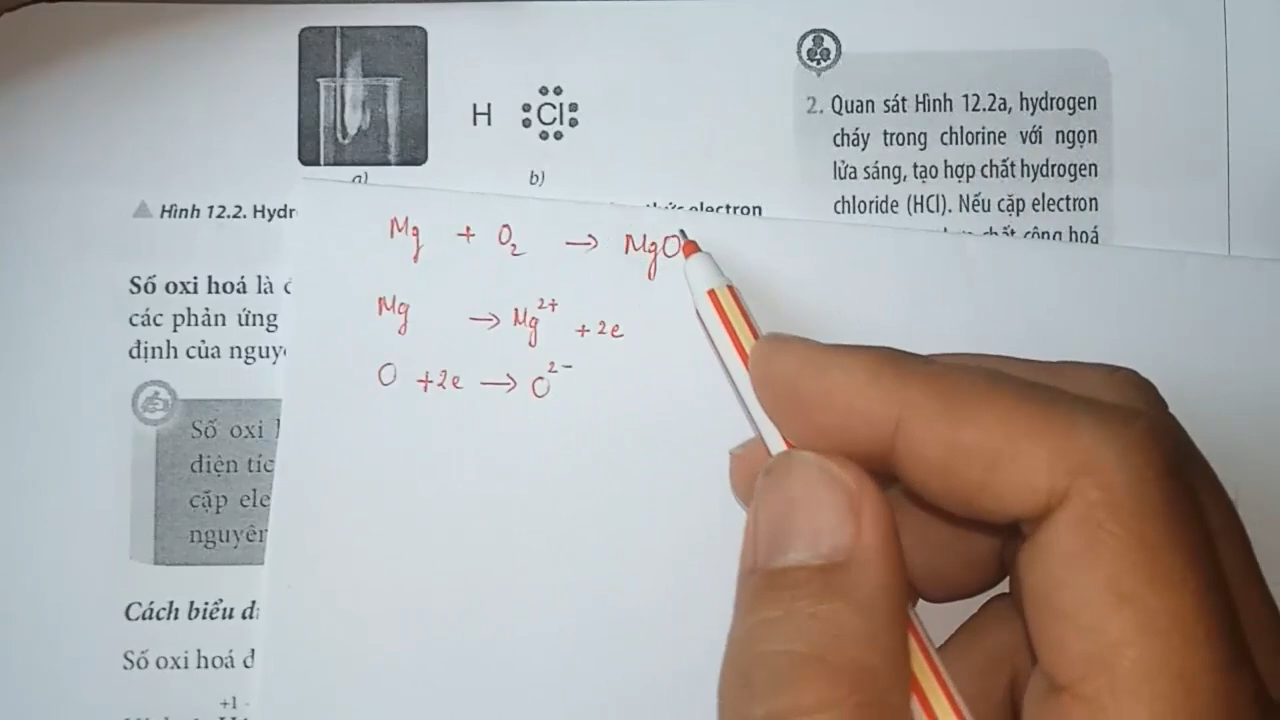 H Cl
a) b)
Hình 12.2. Hydr
electron
2. Quan sát Hình 12.2a, hydrogen
cháy trong chlorine với ngọn
lửa sáng, tạo hợp chất hydrogen
chloride (HCl). Nếu cặp electron
chất công hoá
Mg + O₂ → MgO
Mg → Mg²⁺ + 2e
O + 2e → O²⁻
Số oxi hoá là
các phản ứng
định của nguy
Số oxi
điện tíc
cặp ele
nguyên
Cách biểu d
Số oxi hoá đ
+1